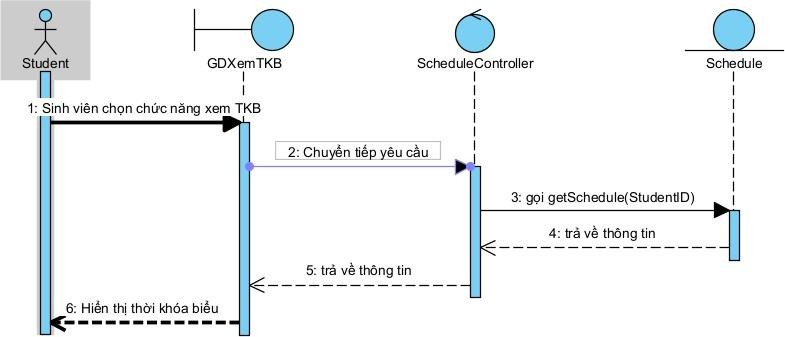 Student
GDXemTKB
ScheduleController
Schedule
1: Sinh viên chọn chức năng xem TKB
2: Chuyển tiếp yêu cầu
3: gọi getSchedule(StudentID)
4: trả về thông tin
5: trả về thông tin
6: Hiển thị thời khóa biểu